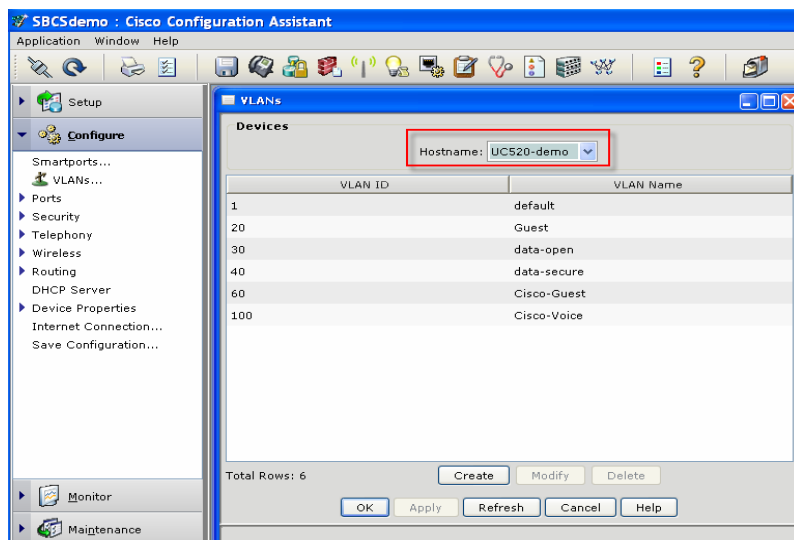 SBCSdemo : Cisco Configuration Assistant
Application Window Help
Setup
Configure
Smartports...
VLANs...
Ports
Security
Telephony
Wireless
Routing
DHCP Server
Device Properties
Internet Connection...
Save Configuration...
Monitor
Maintenance
VLANs
Devices
Hostname: UC520-demo
VLAN ID VLAN Name
1 default
20 Guest
30 data-open
40 data-secure
60 Cisco-Guest
100 Cisco-Voice
Total Rows: 6 Create Modify Delete
OK Apply Refresh Cancel Help